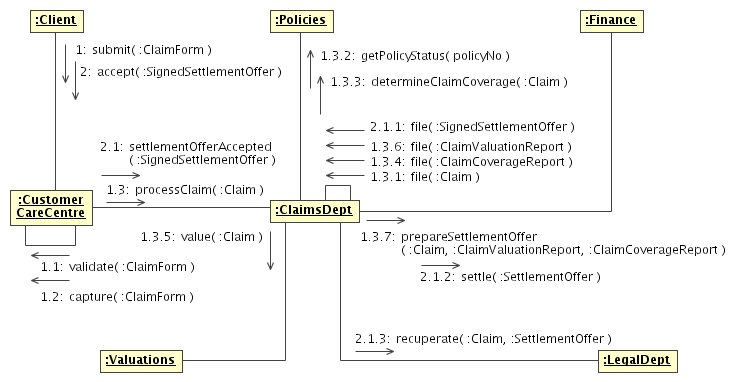 :Client
:Policies
:Finance
1: submit( :ClaimForm )
2: accept( :SignedSettlementOffer )
1.3.2: getPolicyStatus( policyNo )
1.3.3: determineClaimCoverage( :Claim )
2.1.1: file( :SignedSettlementOffer )
1.3.6: file( :ClaimValuationReport )
1.3.4: file( :ClaimCoverageReport )
1.3.1: file( :Claim )
2.1: settlementOfferAccepted
( :SignedSettlementOffer )
1.3: processClaim( :Claim )
:Customer
CareCentre
:ClaimsDept
1.3.5: value( :Claim )
1.3.7: prepareSettlementOffer
( :Claim, :ClaimValuationReport, :ClaimCoverageReport )
2.1.2: settle( :SettlementOffer )
1.1: validate( :ClaimForm )
1.2: capture( :ClaimForm )
2.1.3: recuperate( :Claim, :SettlementOffer )
:Valuations
:LegalDept